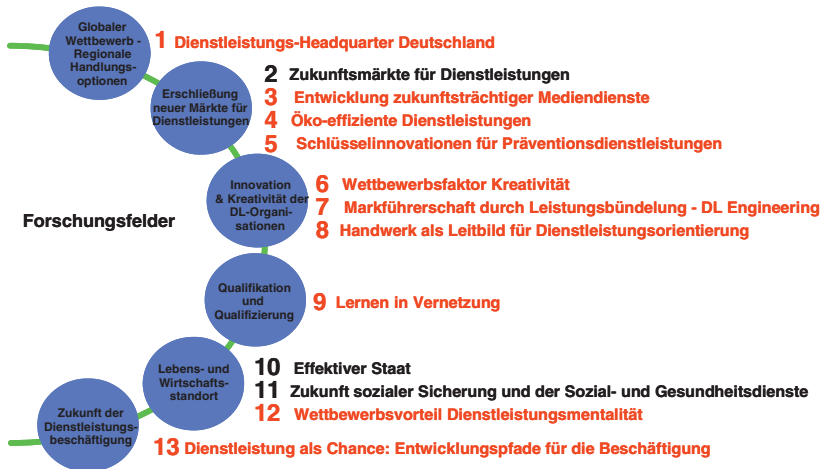 Globaler
Wettbewerb -
Regionale
Handlungs-
optionen
1 Dienstleistungs-Headquarter Deutschland
Erschließung
neuer Märkte für
Dienstleistungen
2 Zukunftsmärkte für Dienstleistungen
3 Entwicklung zukunftsträchtiger Mediendienste
4 Öko-effiziente Dienstleistungen
5 Schlüsselinnovationen für Präventionsdienstleistungen
Innovation
& Kreativität der
DL-Organi-
sationen
6 Wettbewerbsfaktor Kreativität
7 Markführerschaft durch Leistungsbündelung - DL Engineering
8 Handwerk als Leitbild für Dienstleistungsorientierung
Forschungsfelder
Qualifikation
und
Qualifizierung
9 Lernen in Vernetzung
Lebens- und
Wirtschafts-
standort
10 Effektiver Staat
11 Zukunft sozialer Sicherung und der Sozial- und Gesundheitsdienste
12 Wettbewerbsvorteil Dienstleistungsmentalität
Zukunft der
Dienstleistungs-
beschäftigung
13 Dienstleistung als Chance: Entwicklungspfade für die Beschäftigung